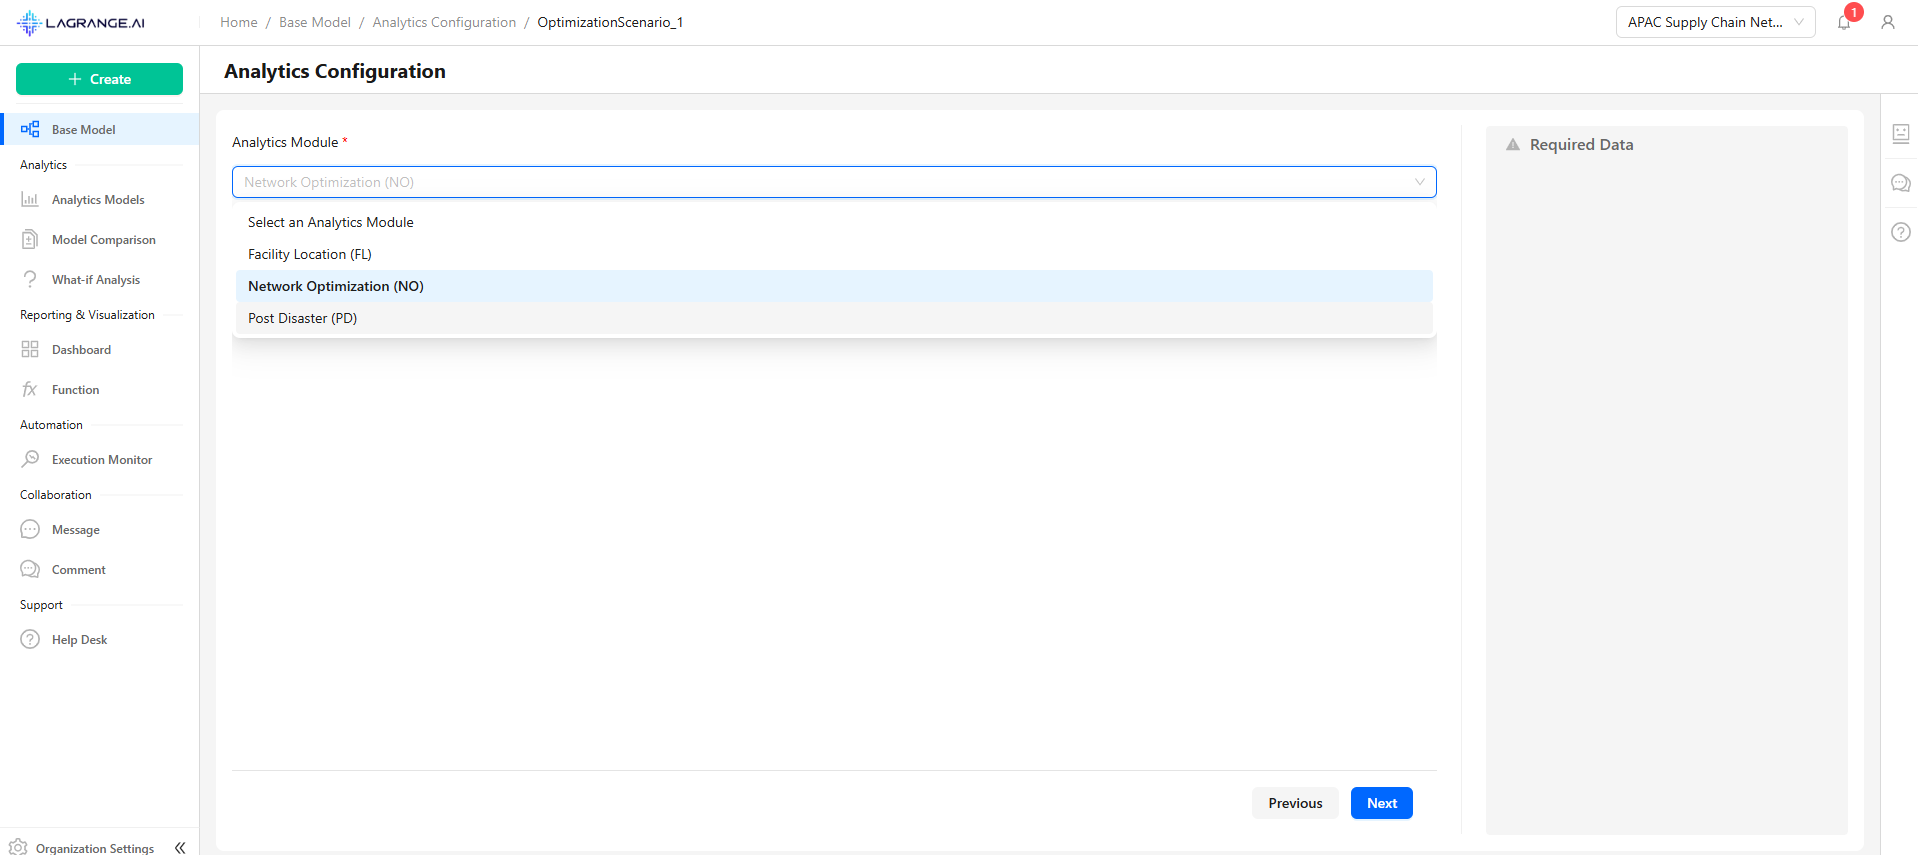 LAGRANGE.AI
Home / Base Model / Analytics Configuration / OptimizationScenario_1
APAC Supply Chain Net...
1
Create
Analytics Configuration
Base Model
Analytics
Analytics Models
Model Comparison
What-if Analysis
Reporting & Visualization
Dashboard
fx Function
Automation
Execution Monitor
Collaboration
Message
Comment
Support
Help Desk
Organization Settings
Analytics Module *
Network Optimization (NO)
Select an Analytics Module
Facility Location (FL)
Network Optimization (NO)
Post Disaster (PD)
Previous
Next
Required Data